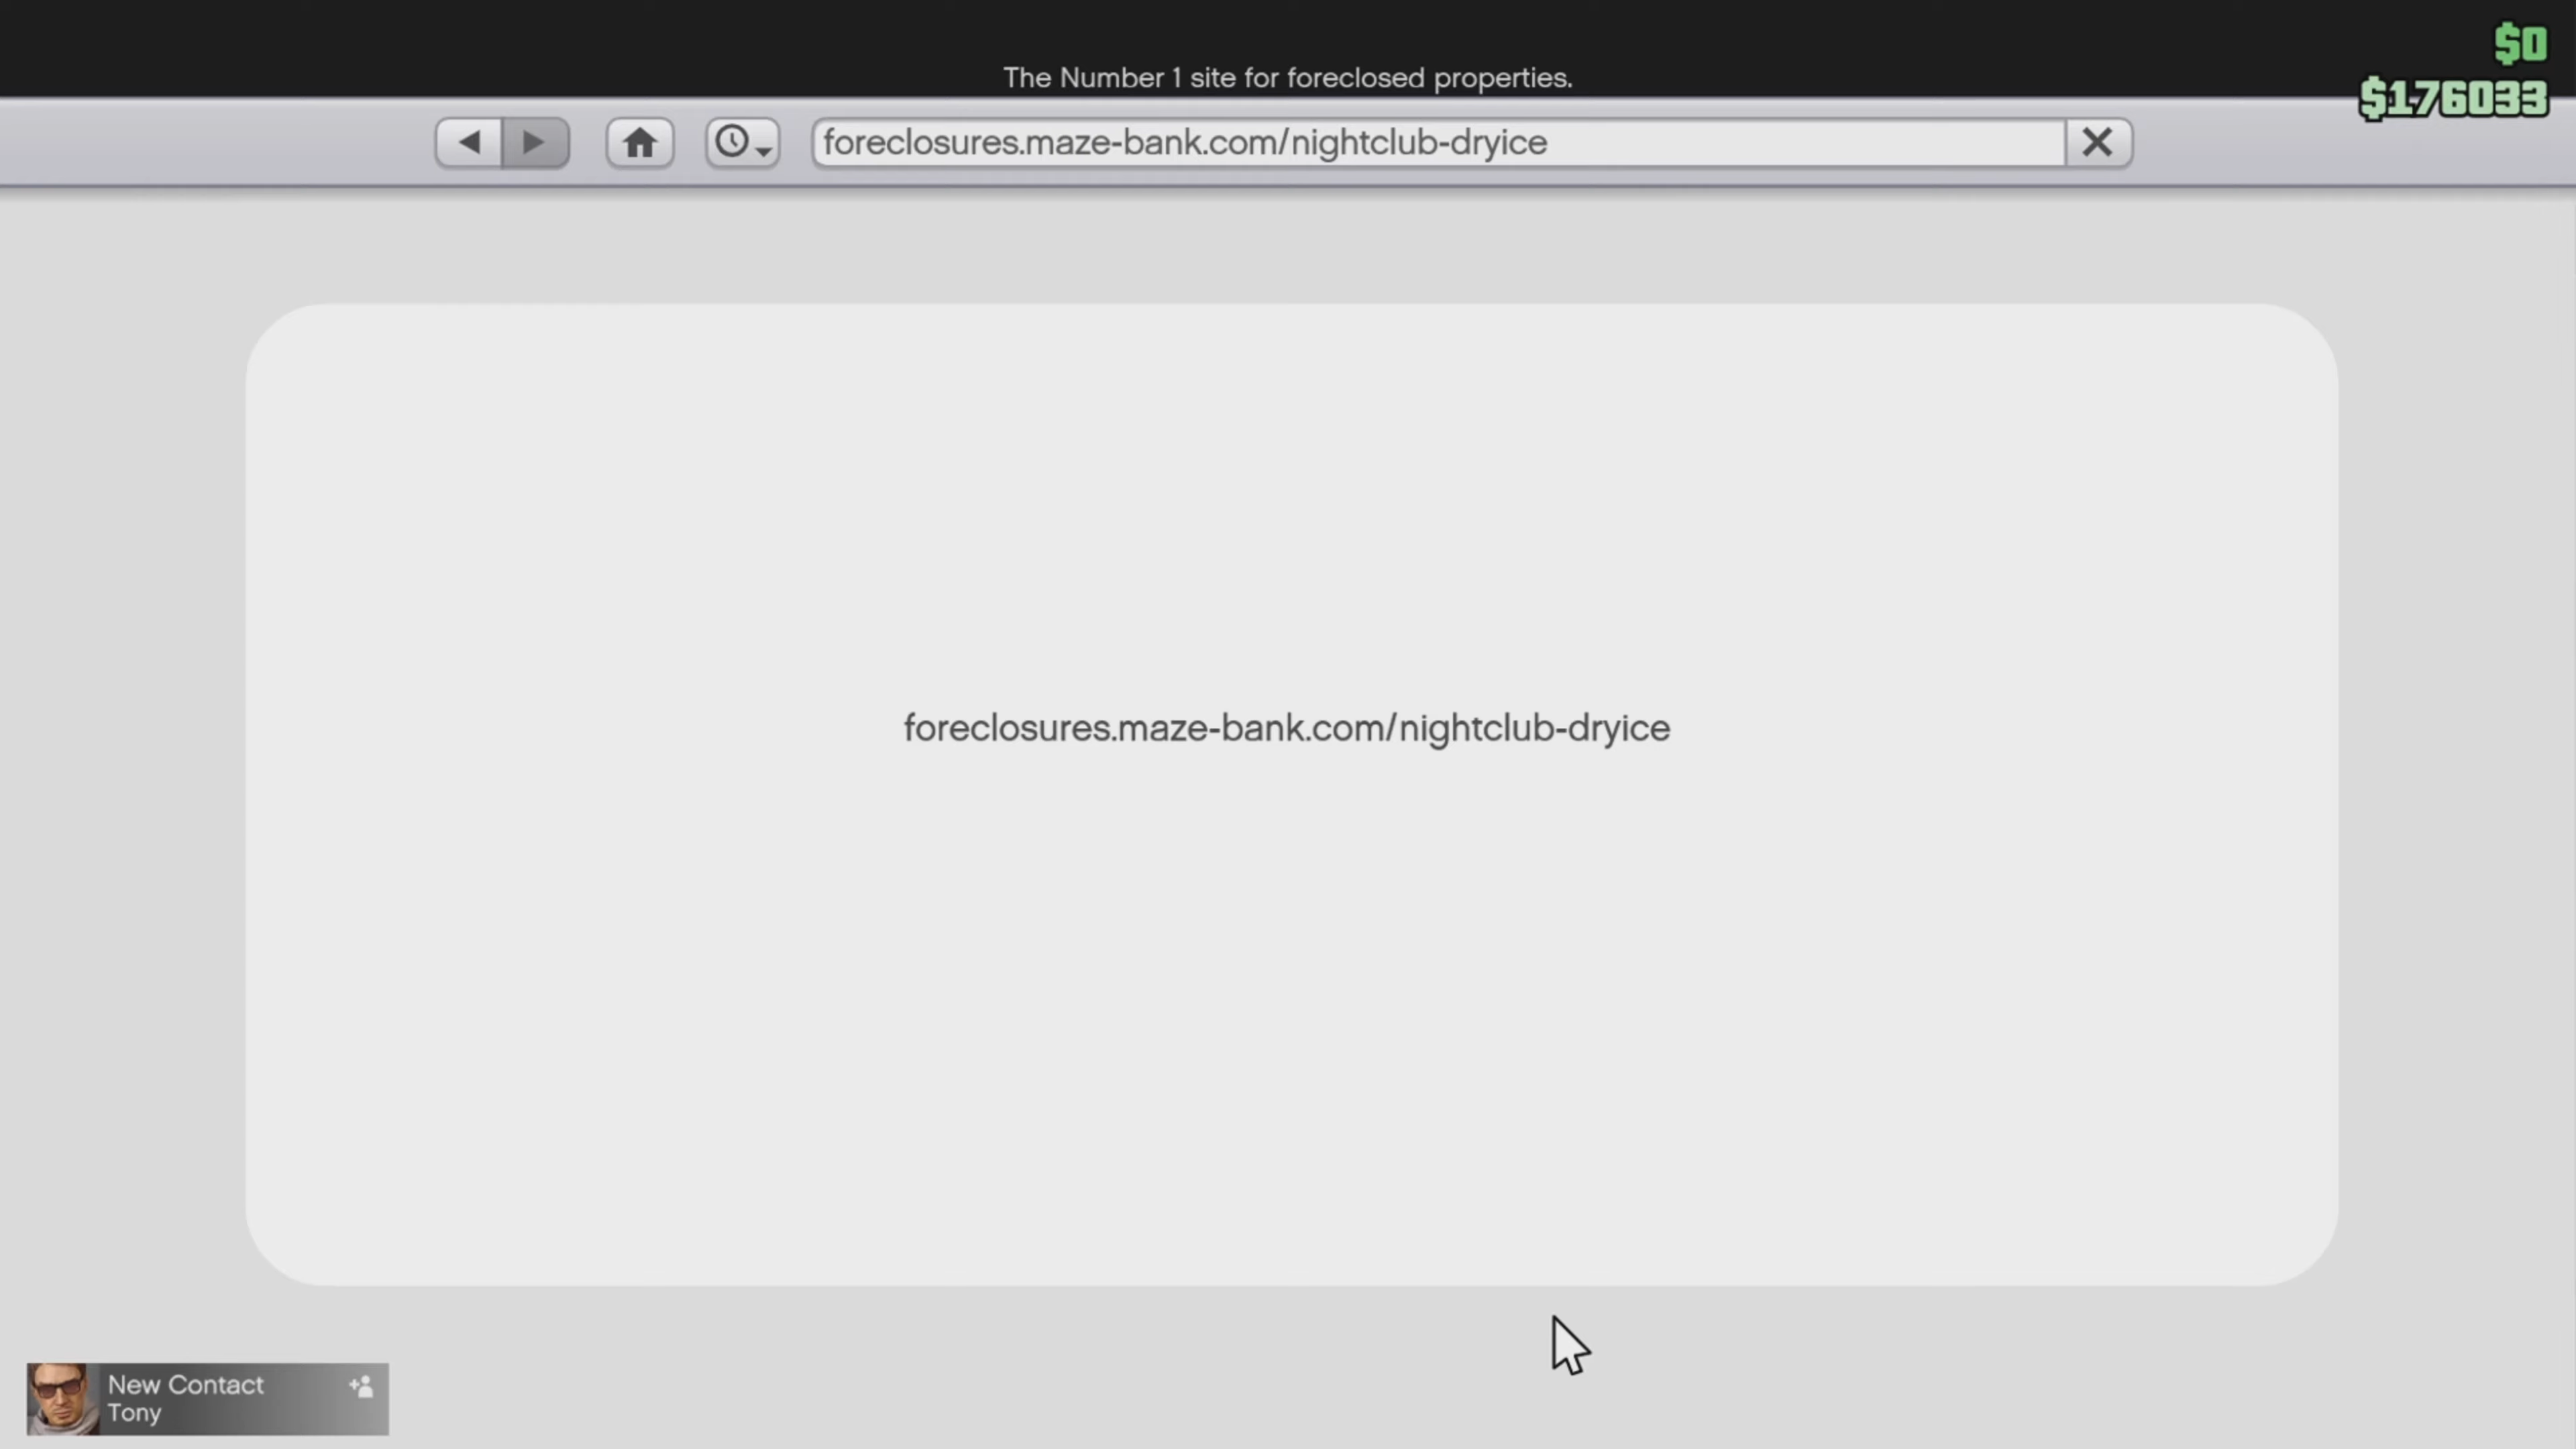 $0
The Number 1 site for foreclosed properties.
$176033
foreclosures.maze-bank.com/nightclub-dryice
foreclosures.maze-bank.com/nightclub-dryice
New Contact
Tony